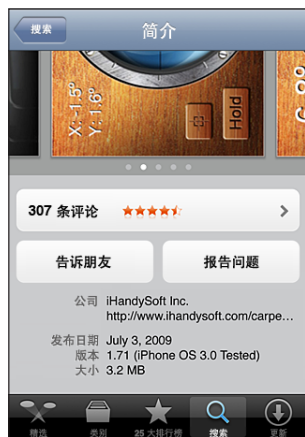 搜索
简介
X:-1.5°
Y:1.6°
Hold
307 条评论
告诉朋友
报告问题
公司 iHandySoft Inc.
http://www.ihandysoft.com/carpe...
发布日期 July 3, 2009
版本 1.71 (iPhone OS 3.0 Tested)
大小 3.2 MB
精选
类别
25 大排行榜
搜索
更新